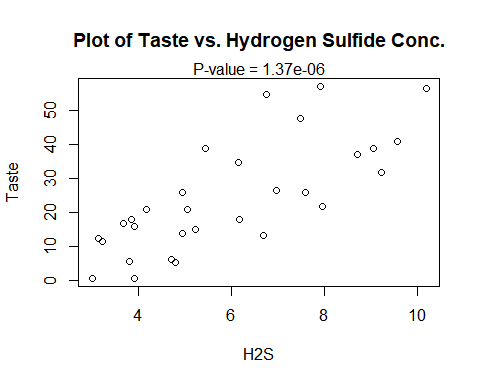 Plot of Taste vs. Hydrogen Sulfide Conc.
P-value = 1.37e-06
Taste
50
40
30
20
10
0
4 6 8 10
H2S